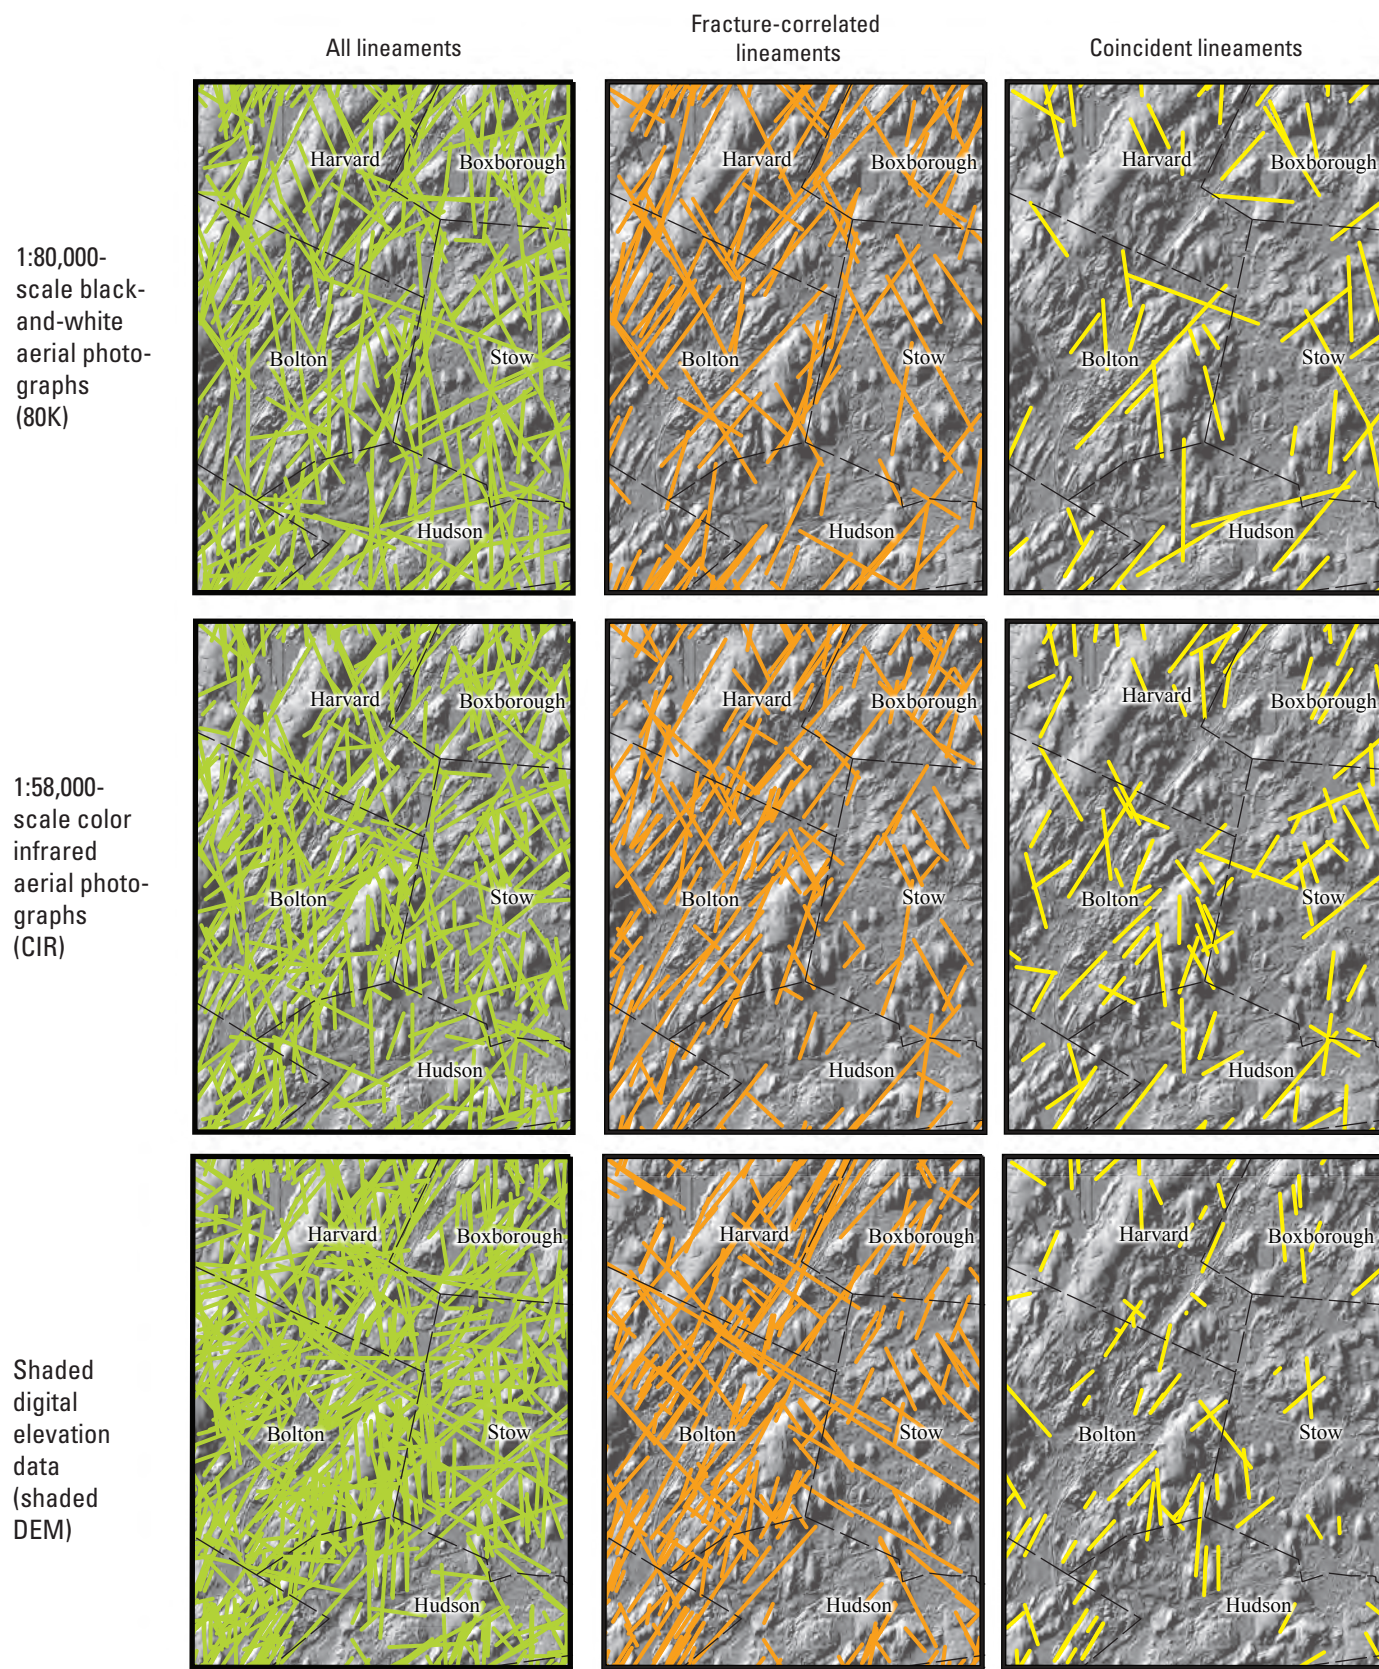 All lineaments
Fracture-correlated
lineaments
Coincident lineaments
1:80,000-
scale black-
and-white
aerial photo-
graphs
(80K)
Harvard
Boxborough
Bolton
Stow
Hudson
Harvard
Boxborough
Bolton
Stow
Hudson
Harvard
Boxborough
Bolton
Stow
Hudson
1:58,000-
scale color
infrared
aerial photo-
graphs
(CIR)
Harvard
Boxborough
Bolton
Stow
Hudson
Harvard
Boxborough
Bolton
Stow
Hudson
Harvard
Boxborough
Bolton
Stow
Hudson
Shaded
digital
elevation
data
(shaded
DEM)
Harvard
Boxborough
Bolton
Stow
Hudson
Harvard
Boxborough
Bolton
Stow
Hudson
Harvard
Boxborough
Bolton
Stow
Hudson